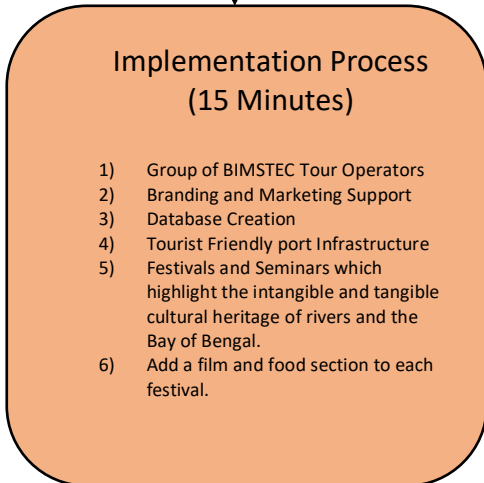 Implementation Process
(15 Minutes)
1) Group of BIMSTEC Tour Operators
2) Branding and Marketing Support
3) Database Creation
4) Tourist Friendly port Infrastructure
5) Festivals and Seminars which
highlight the intangible and tangible
cultural heritage of rivers and the
Bay of Bengal.
6) Add a film and food section to each
festival.